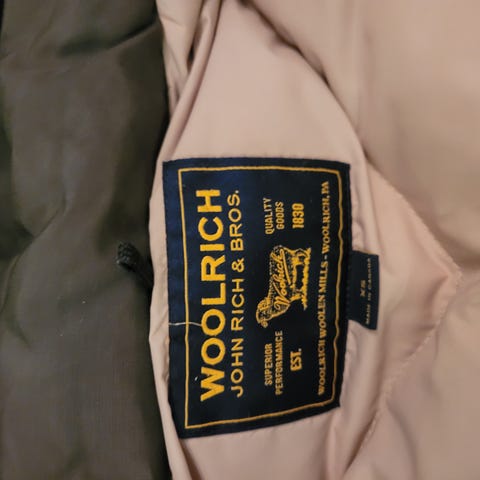 WOOLRICH
JOHN RICH & BROS.
SUPERIOR PERFORMANCE
QUALITY GOODS
Woolrich
EST. 1830
WOOLRICH WOOLEN MILLS - WOOLRICH, PA
XS
MADE IN CANADA